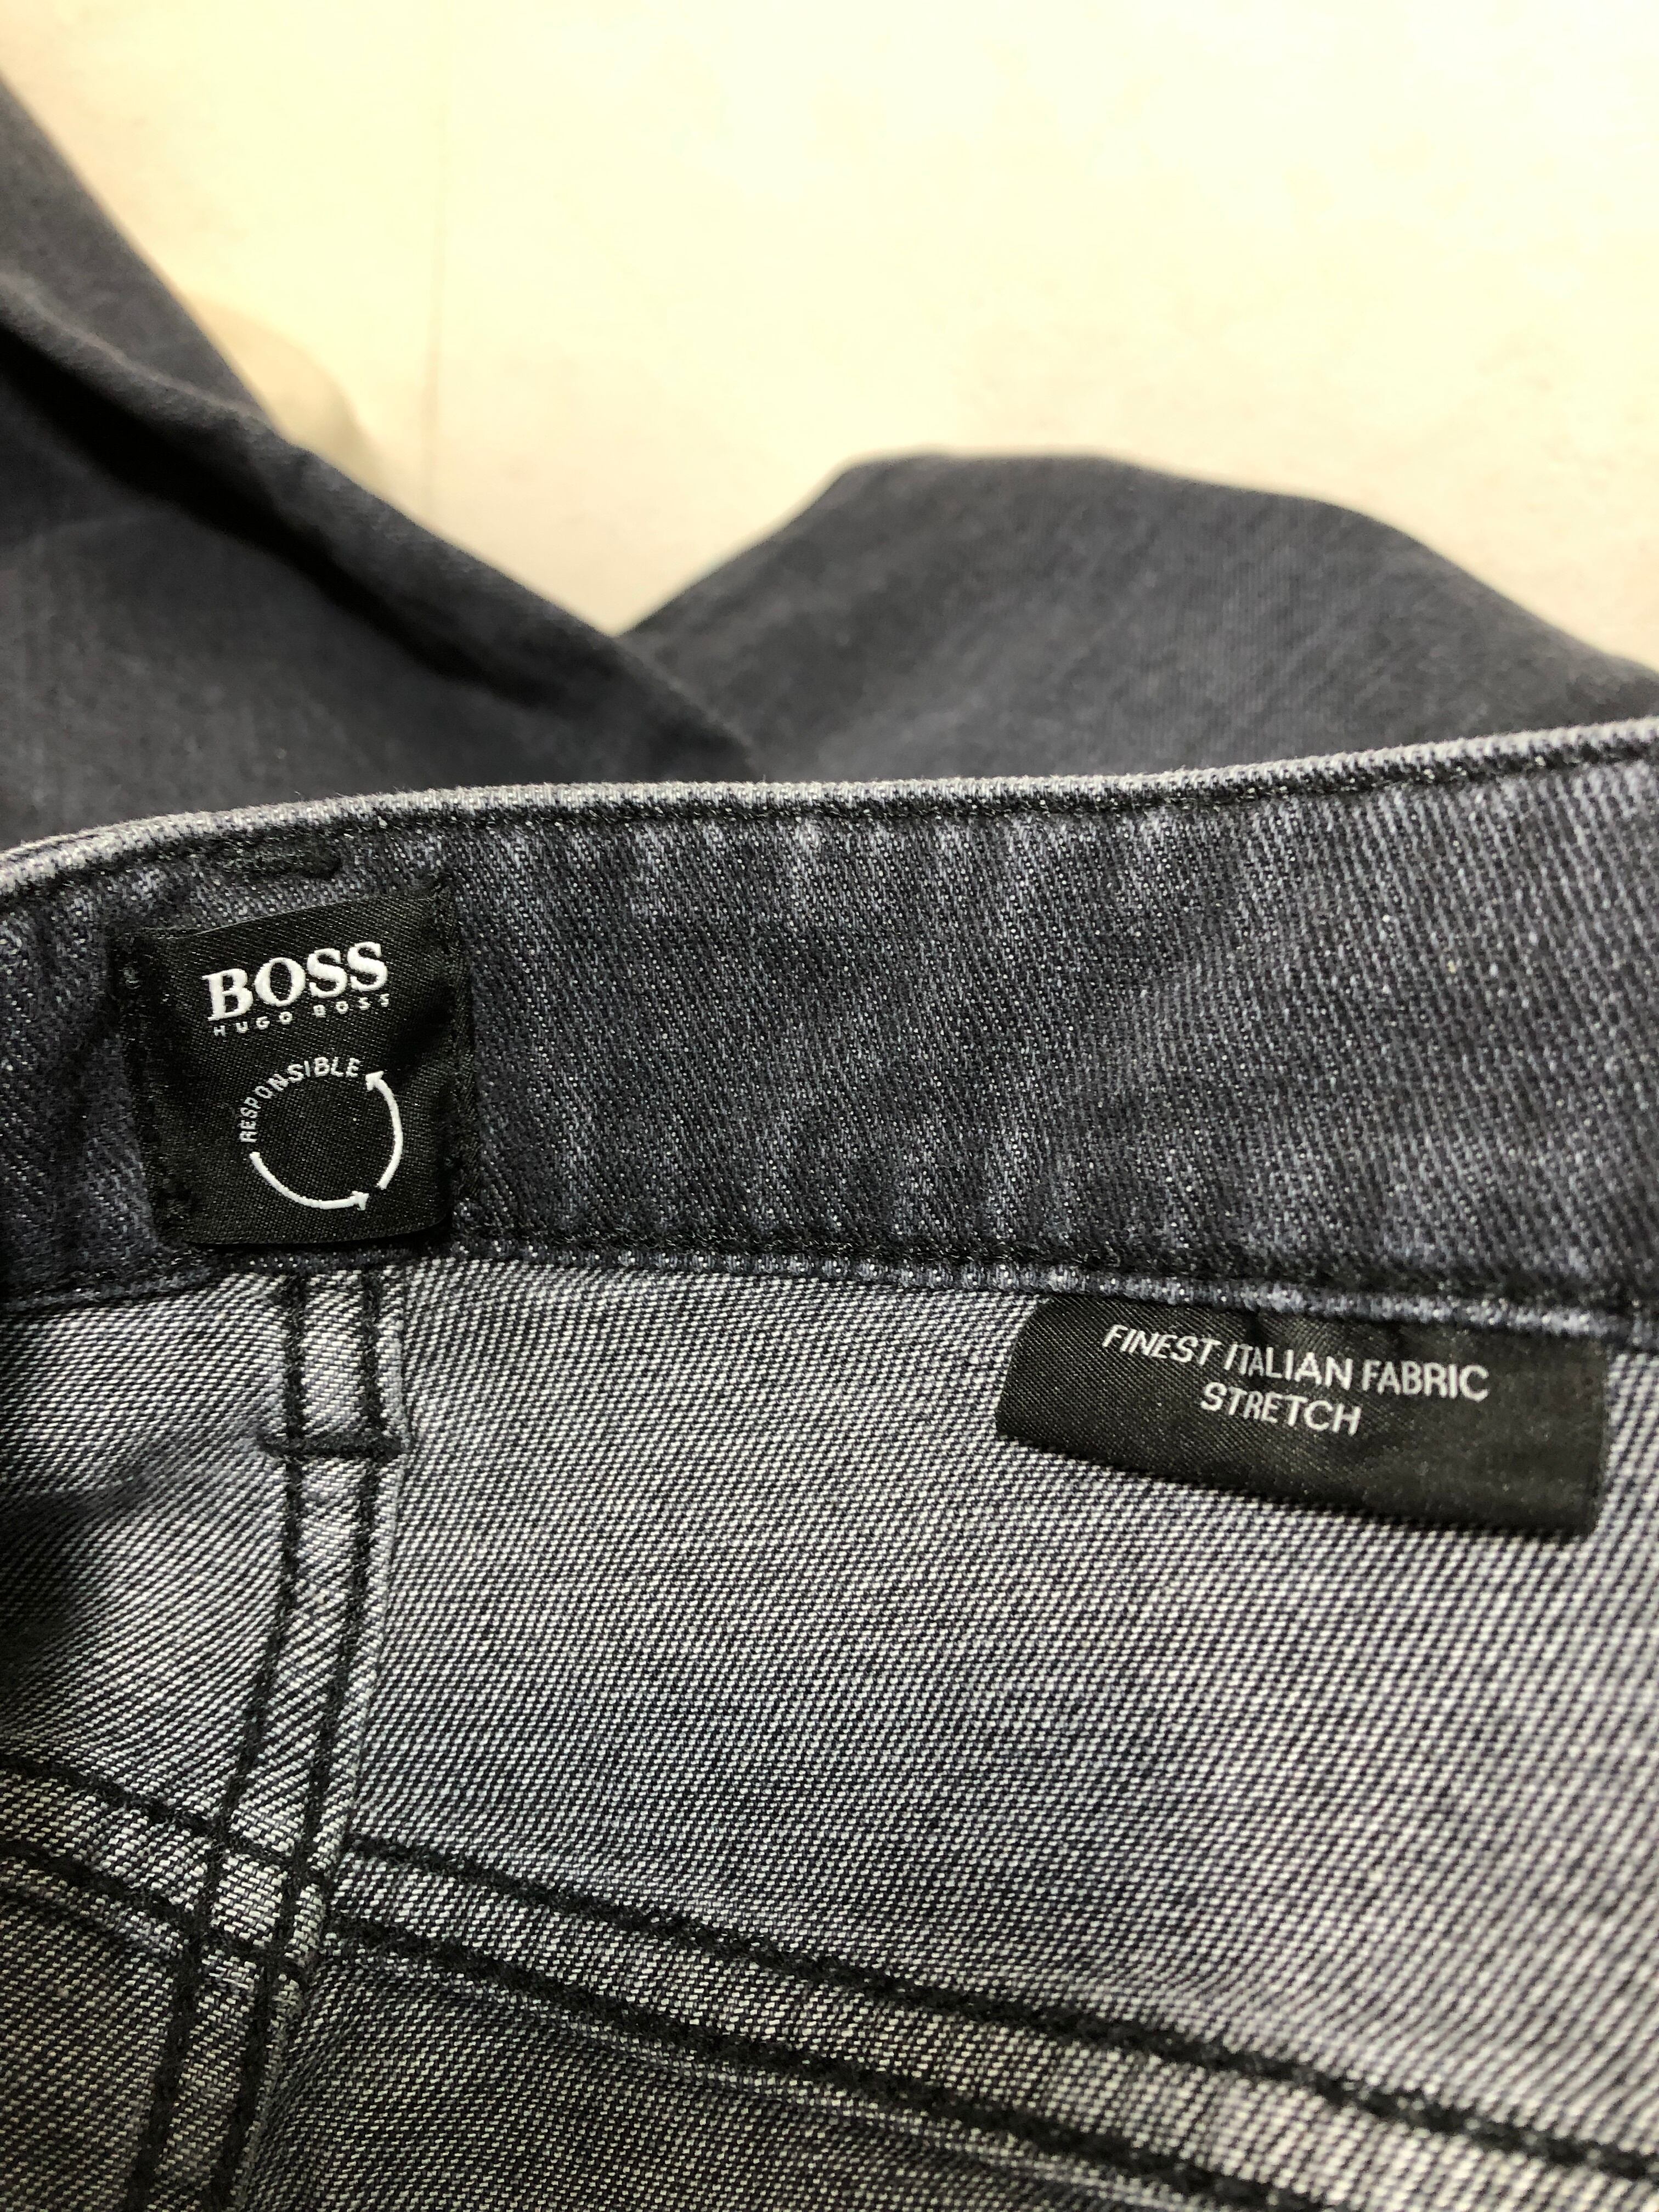 BOSS
HUGO BOSS
RESPONSIBLE
FINEST ITALIAN FABRIC
STRETCH